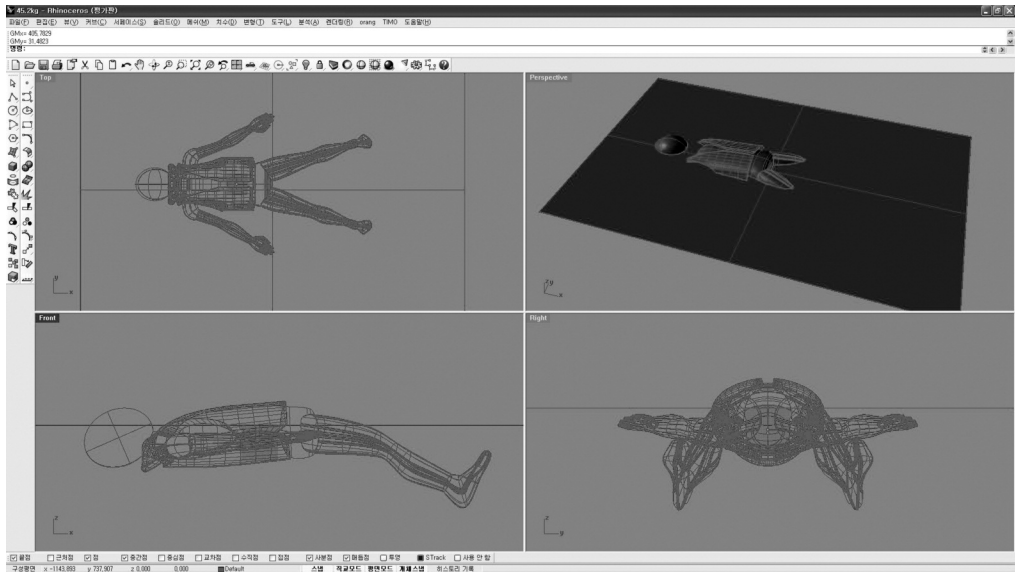 45.2kg - Rhinoceros (평가판)
파일(F) 편집(E) 뷰(V) 커브(C) 서페이스(S) 솔리드(O) 메쉬(M) 치수(D) 변형(T) 도구(L) 분석(A) 렌더링(R) orang TIMO 도움말(H)
GMx= 405.7829
GMy= 31.4823
명령:
Top
Perspective
y
x
zy
x
Front
Right
z
x
z
y
끝점 근처점 점 중간점 중심점 교차점 수직점 접점 사분점 매듭점 투영 STrack 사용 안 함
구성평면 x -1143.893 y 737.907 z 0.000 0.000 Default 스냅 직교모드 평면모드 개체스냅 히스토리 기록